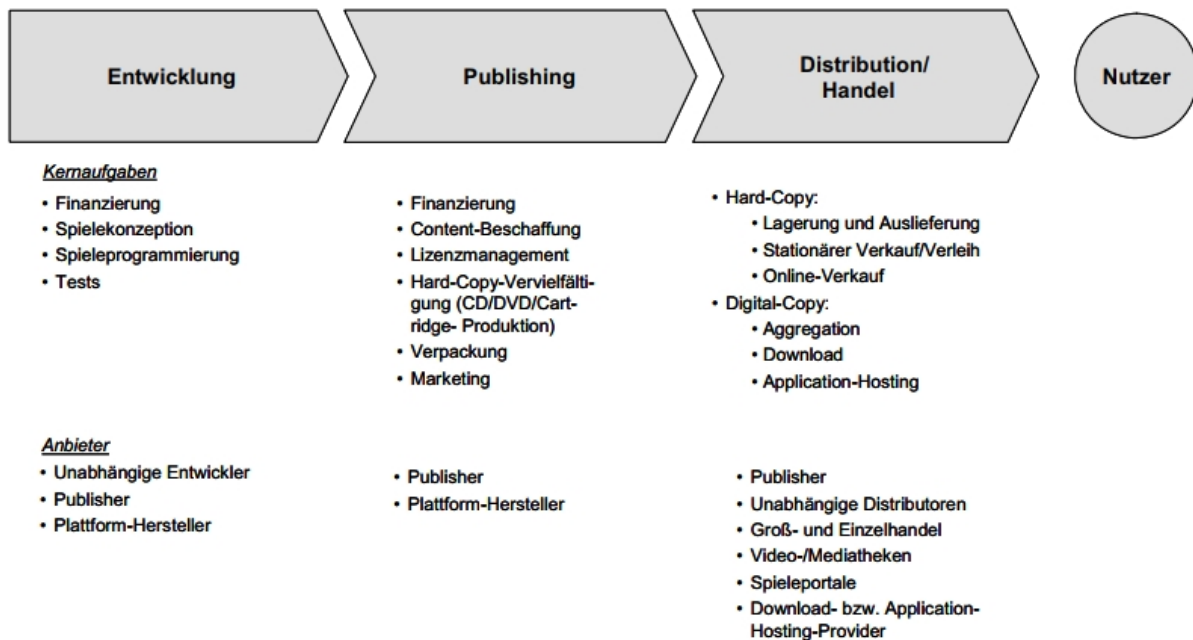 Entwicklung
Publishing
Distribution/
Handel
Nutzer
Kernaufgaben
• Finanzierung
• Spielekonzeption
• Spieleprogrammierung
• Tests
• Finanzierung
• Content-Beschaffung
• Lizenzmanagement
• Hard-Copy-Vervielfälti-
gung (CD/DVD/Cart-
ridge- Produktion)
• Verpackung
• Marketing
• Hard-Copy:
• Lagerung und Auslieferung
• Stationärer Verkauf/Verleih
• Online-Verkauf
• Digital-Copy:
• Aggregation
• Download
• Application-Hosting
Anbieter
• Unabhängige Entwickler
• Publisher
• Plattform-Hersteller
• Publisher
• Plattform-Hersteller
• Publisher
• Unabhängige Distributoren
• Groß- und Einzelhandel
• Video-/Mediatheken
• Spieleportale
• Download- bzw. Application-
Hosting-Provider